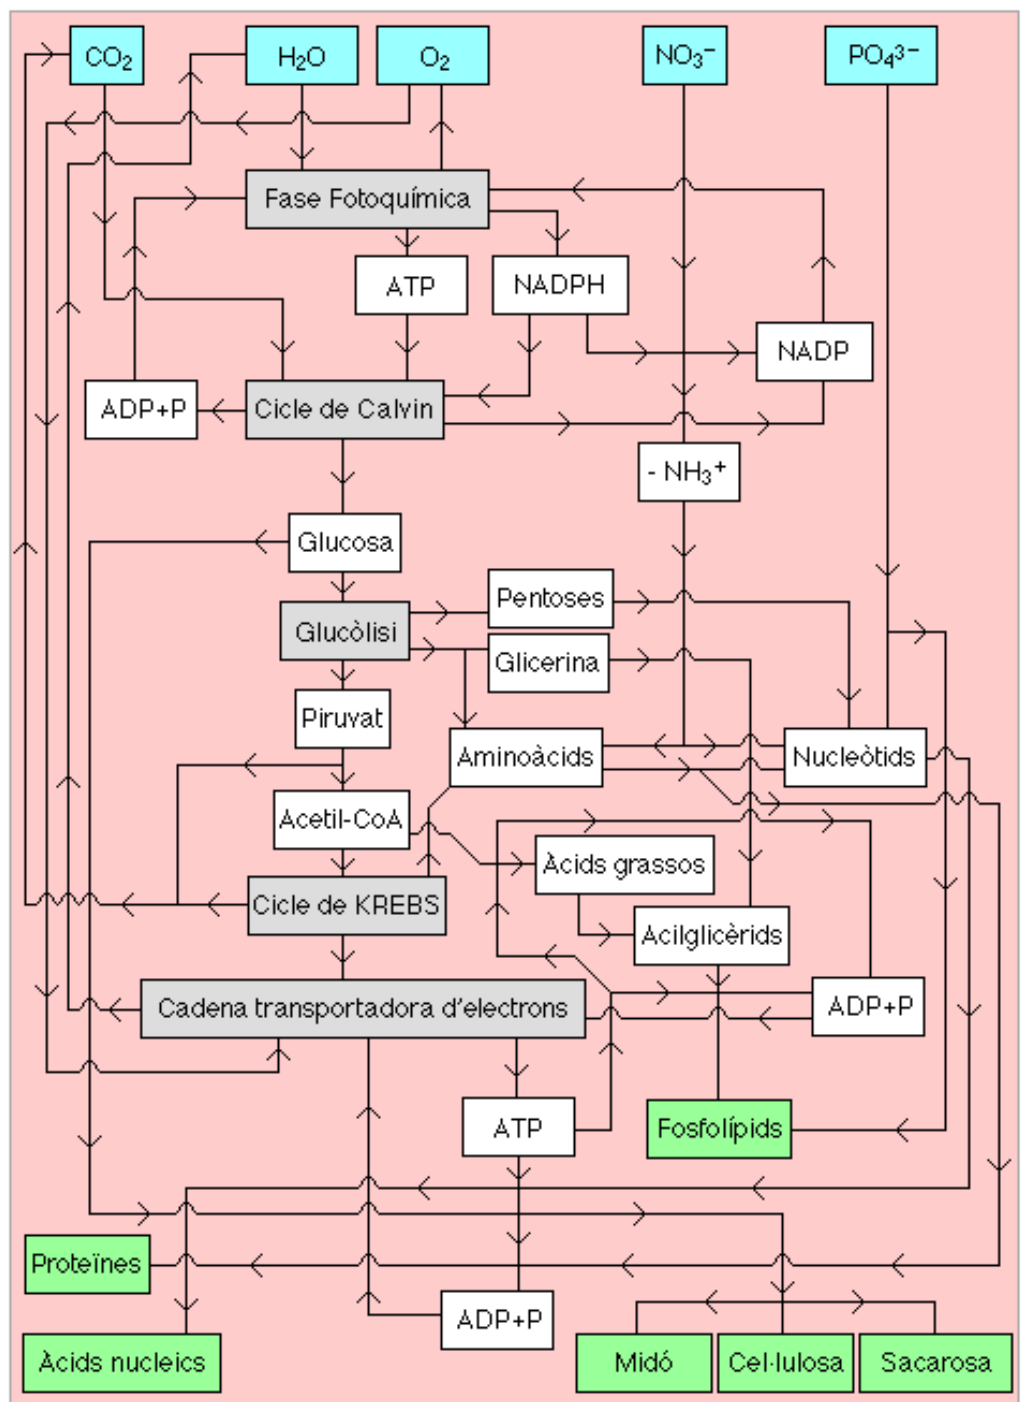 CO₂
H₂O
O₂
NO₃⁻
PO₄³⁻
Fase Fotoquímica
ATP
NADPH
NADP
ADP+P
Cicle de Calvin
- NH₃⁺
Glucosa
Pentoses
Glucòlisi
Glicerina
Piruvat
Aminoàcids
Nucleòtids
Acetil-CoA
Àcids grassos
Cicle de KREBS
Acilglicèrids
Cadena transportadora d'electrons
ADP+P
ATP
Fosfolípids
Proteïnes
ADP+P
Àcids nucleics
Midó
Cel·lulosa
Sacarosa